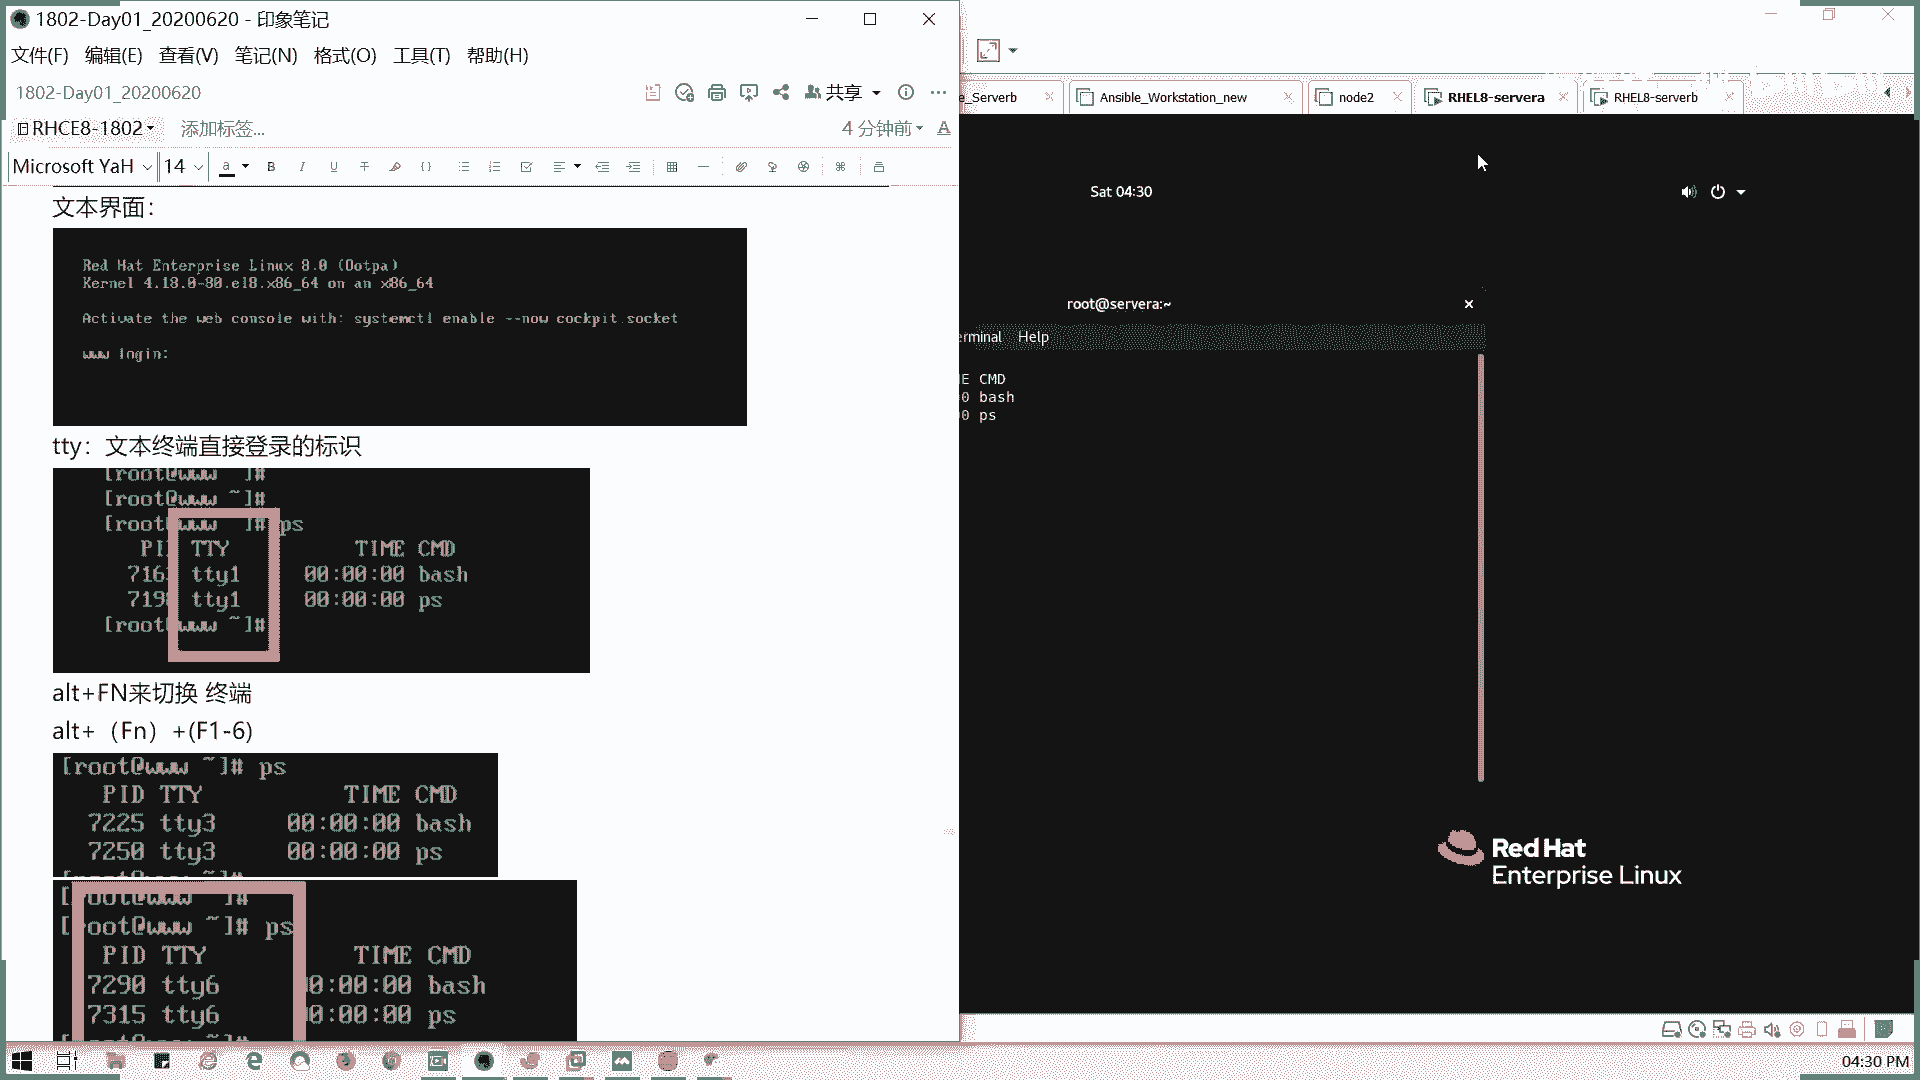 1802-Day01_20200620 - 印象笔记
文件(F) 编辑(E) 查看(V) 笔记(N) 格式(O) 工具(T) 帮助(H)
1802-Day01_20200620
共享
RHCE8-1802
添加标签...
4 分钟前
Microsoft YaH
14
文本界面：
Red Hat Enterprise Linux 8.0 (Ootpa)
Kernel 4.18.0-80.el8.x86_64 on an x86_64
Activate the web console with: systemctl enable --now cockpit.socket
www login:
tty：文本终端直接登录的标识
[root@www ~]#
[root@www ~]#
[root@www ~]# ps
PID TTY TIME CMD
716 tty1 00:00:00 bash
719 tty1 00:00:00 ps
[root@www ~]#
alt+FN来切换 终端
alt+（Fn）+(F1-6)
[root@www ~]# ps
PID TTY TIME CMD
7225 tty3 00:00:00 bash
7250 tty3 00:00:00 ps
[root@www ~]#
[root@www ~]# ps
PID TTY TIME CMD
7290 tty6 00:00:00 bash
7315 tty6 00:00:00 ps
e_Serverb
Ansible_Workstation_new
node2
RHEL8-servera
RHEL8-serverb
Sat 04:30
root@servera:~
erminal Help
E CMD
0 bash
0 ps
Red Hat
Enterprise Linux
04:30 PM